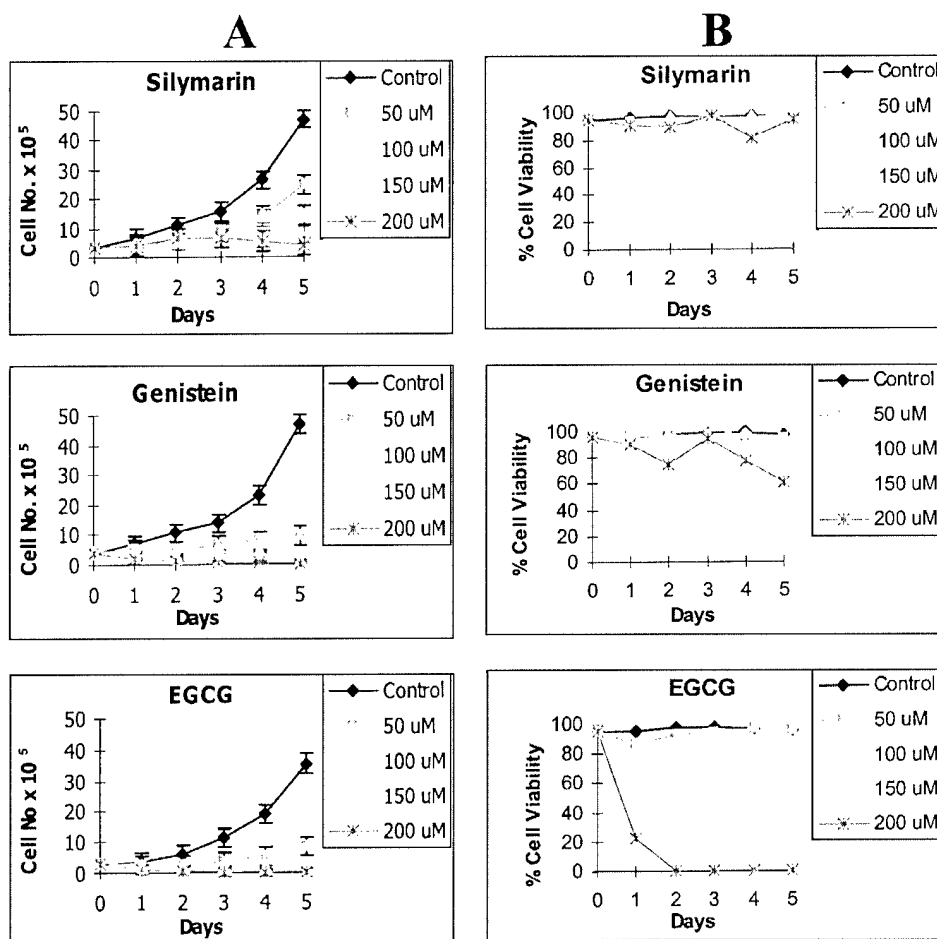 A
Silymarin
Cell No. x 10 5
50
40
30
20
10
0
0 1 2 3 4 5
Days
Control
50 uM
100 uM
150 uM
200 uM
Genistein
Cell No. x 10 5
50
40
30
20
10
0
0 1 2 3 4 5
Days
Control
50 uM
100 uM
150 uM
200 uM
EGCG
Cell No x 10 5
50
40
30
20
10
0
0 1 2 3 4 5
Days
Control
50 uM
100 uM
150 uM
200 uM
B
Silymarin
% Cell Viability
100
80
60
40
20
0
0 1 2 3 4 5
Days
Control
50 uM
100 uM
150 uM
200 uM
Genistein
% Cell Viability
100
80
60
40
20
0
0 1 2 3 4 5
Days
Control
50 uM
100 uM
150 uM
200 uM
EGCG
% Cell Viability
100
80
60
40
20
0
0 1 2 3 4 5
Days
Control
50 uM
100 uM
150 uM
200 uM